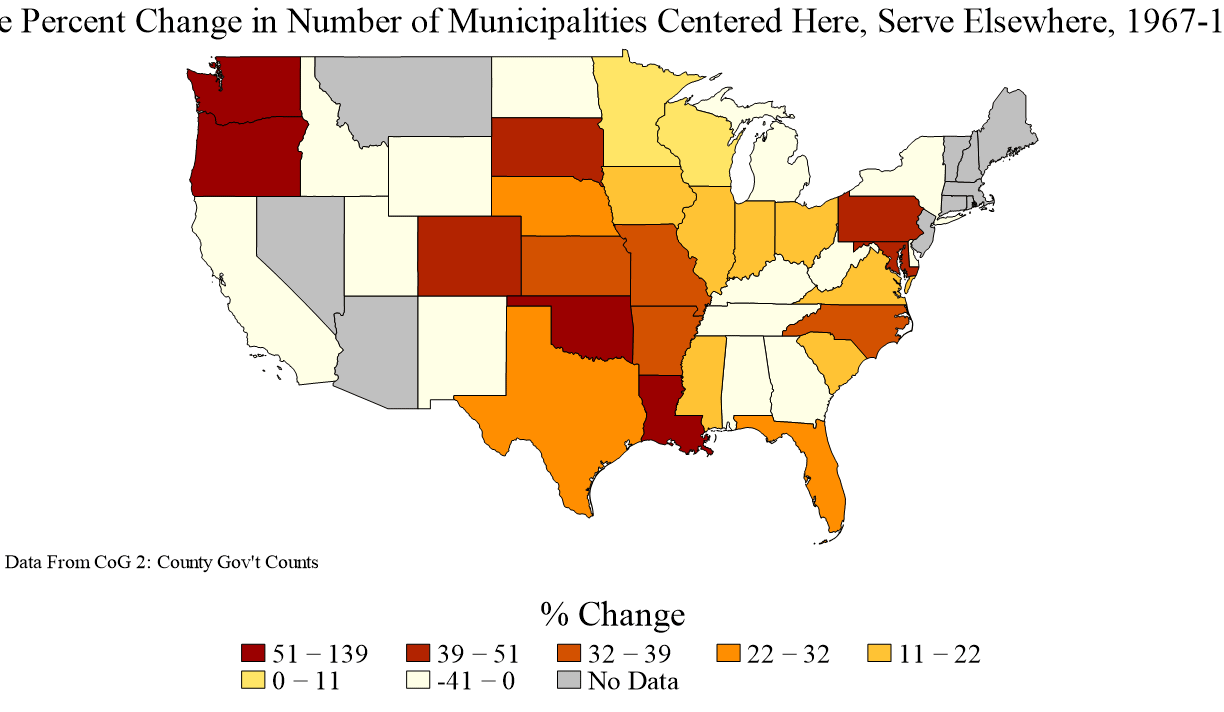 e Percent Change in Number of Municipalities Centered Here, Serve Elsewhere, 1967-1
Data From CoG 2: County Gov't Counts
% Change
51 − 139 39 − 51 32 − 39 22 − 32 11 − 22
0 − 11 -41 − 0 No Data